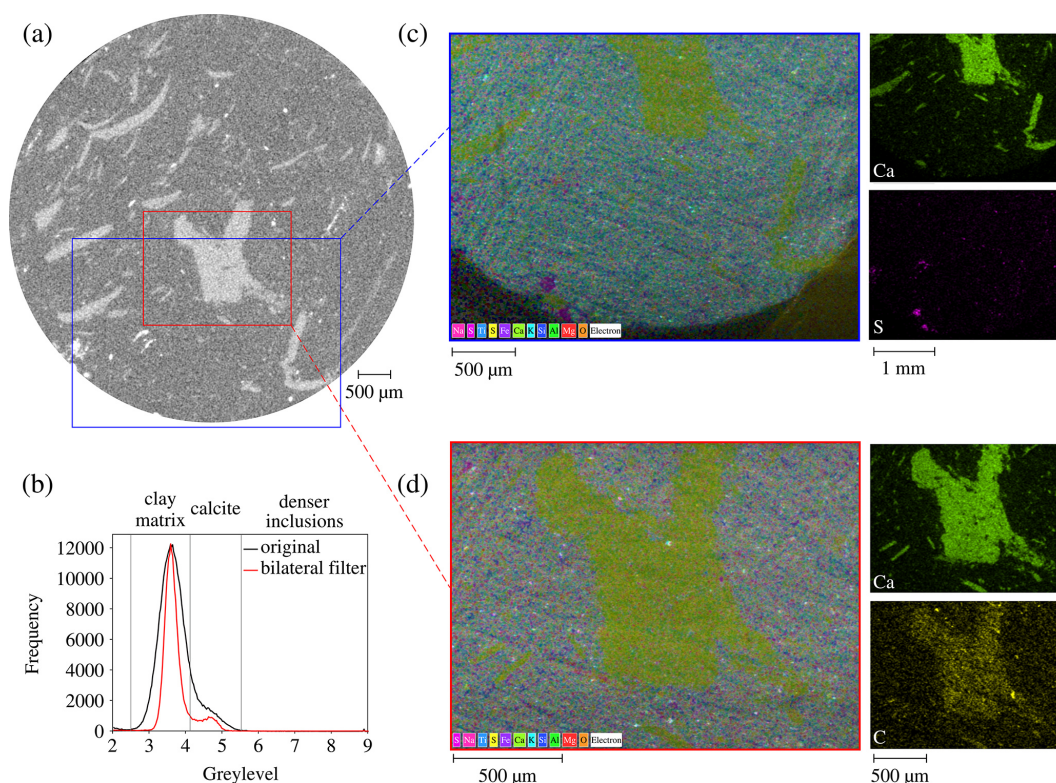 (a)
500 μm
(b)
clay matrix
calcite
denser inclusions
original
bilateral filter
12000
10000
8000
6000
4000
2000
0
Frequency
2 3 4 5 6 7 8 9
Greylevel
(c)
Na S Ti S Fe Ca K Si Al Mg O Electron
500 μm
Ca
S
1 mm
(d)
S Na Ti S Fe Ca K Si Al Mg O Electron
500 μm
Ca
C
500 μm